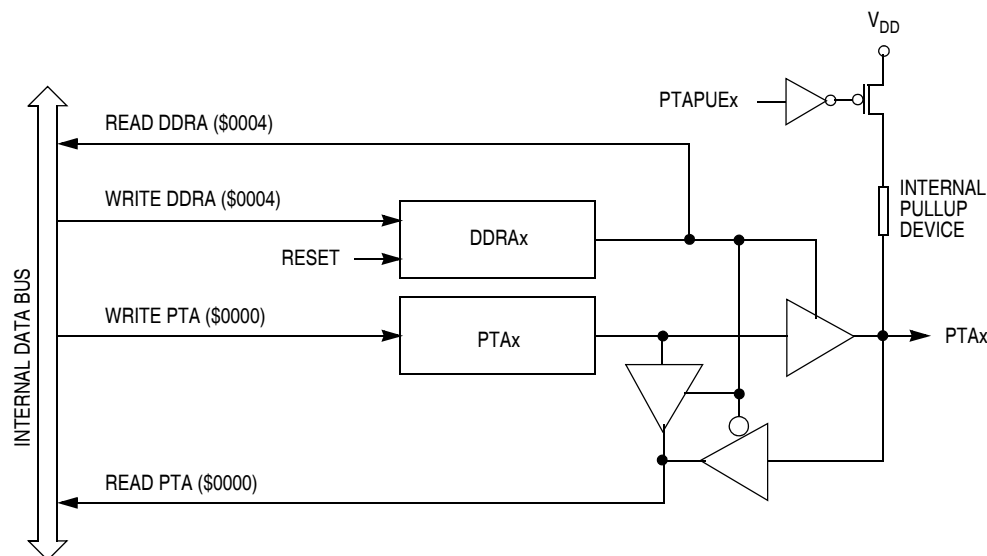 VDD
PTAPUEx
READ DDRA ($0004)
WRITE DDRA ($0004)
INTERNAL
PULLUP
DEVICE
DDRAx
RESET
INTERNAL DATA BUS
WRITE PTA ($0000)
PTAx
PTAx
READ PTA ($0000)